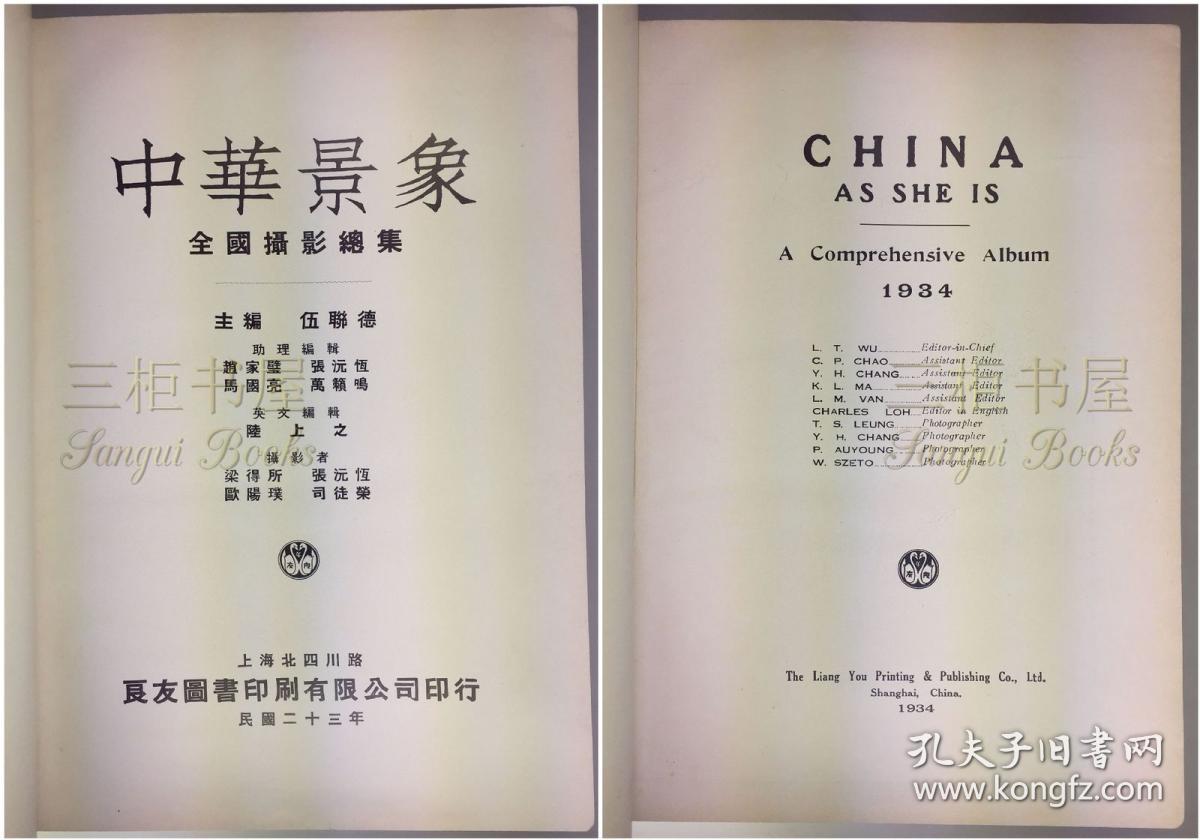 中華景象
全國攝影總集
主編 伍聯德
助理編輯
趙家璧 張沅恆
馬國亮 萬籟鳴
英文編輯
陸上之
攝影者
梁得所 張沅恆
歐陽璞 司徒榮
良友
上海北四川路
良友圖書印刷有限公司印行
民國二十三年
三柜书屋
Sangui Books
CHINA
AS SHE IS
A Comprehensive Album
1934
L. T. WU Editor-in-Chief
C. P. CHAO Assistant Editor
Y. H. CHANG Assistant Editor
K. L. MA Assistant Editor
L. M. VAN Assistant Editor
CHARLES LOH Editor in English
T. S. LEUNG Photographer
Y. H. CHANG Photographer
P. AUYOUNG Photographer
W. SZETO Photographer
良友
The Liang You Printing & Publishing Co., Ltd.
Shanghai, China.
1934
三柜书屋
Sangui Books
孔夫子旧书网
www.kongfz.com